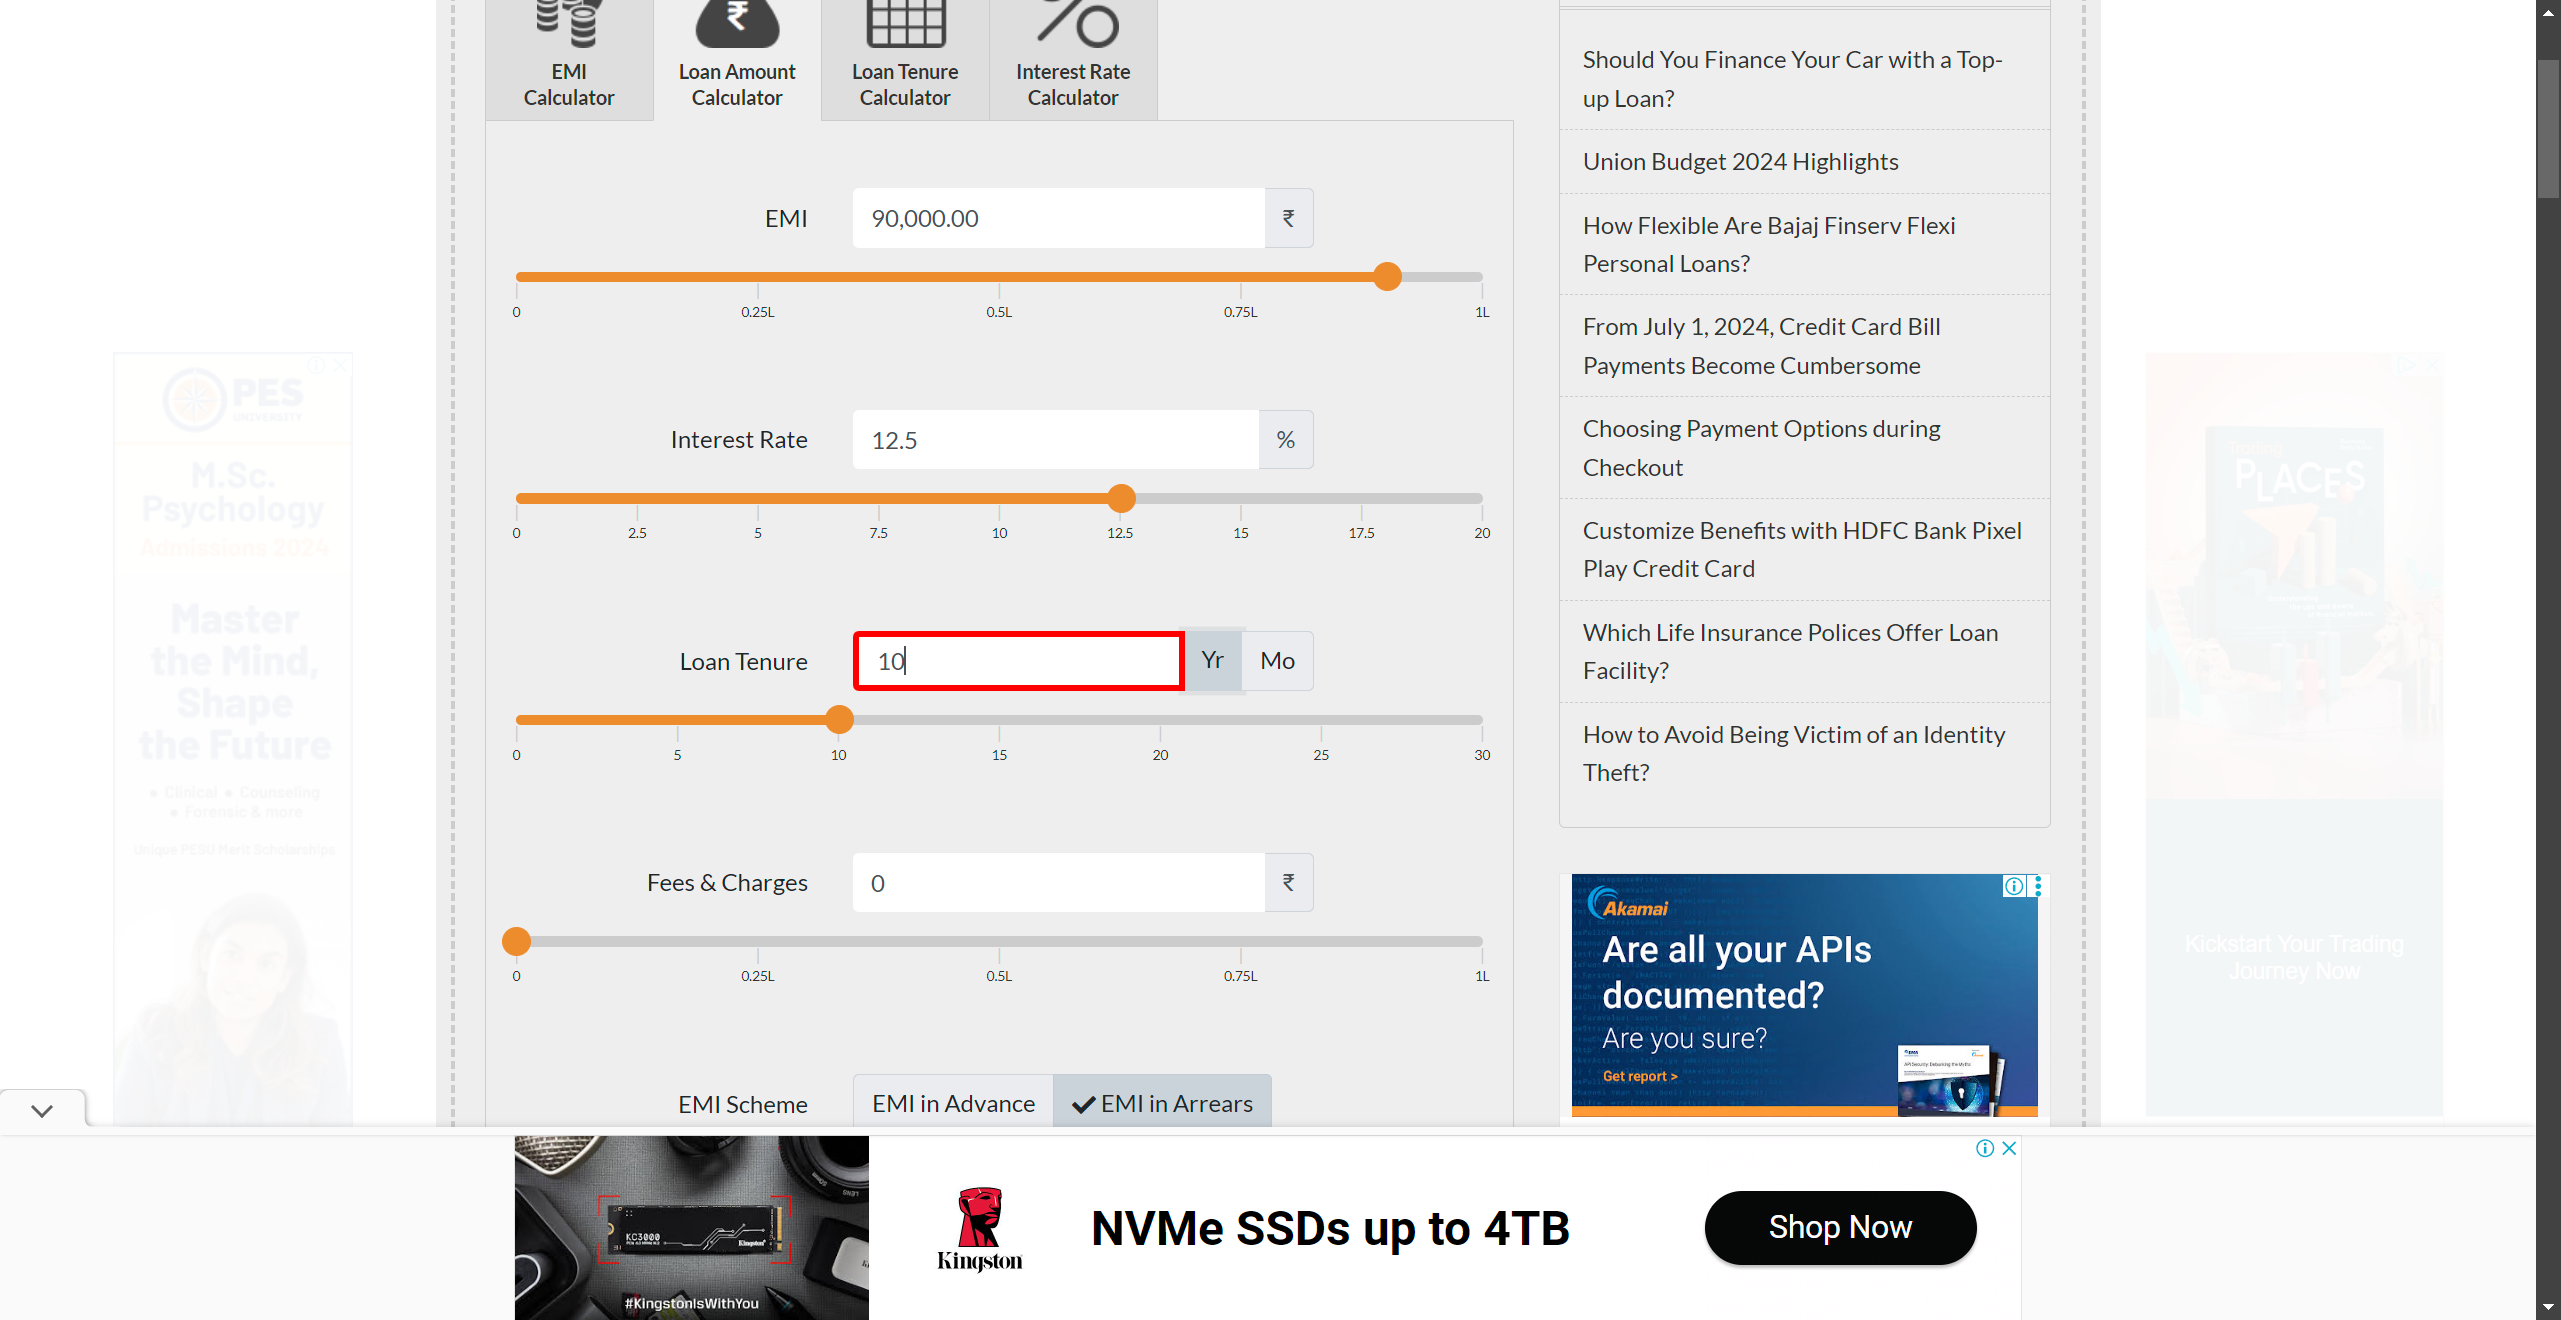 EMI
Calculator
Loan Amount
Calculator
Loan Tenure
Calculator
Interest Rate
Calculator
EMI
90,000.00
₹
0
0.25L
0.5L
0.75L
1L
Interest Rate
12.5
%
0
2.5
5
7.5
10
12.5
15
17.5
20
Loan Tenure
10
Yr
Mo
0
5
10
15
20
25
30
Fees & Charges
0
₹
0
0.25L
0.5L
0.75L
1L
EMI Scheme
EMI in Advance
EMI in Arrears
Should You Finance Your Car with a Top-
up Loan?
Union Budget 2024 Highlights
How Flexible Are Bajaj Finserv Flexi
Personal Loans?
From July 1, 2024, Credit Card Bill
Payments Become Cumbersome
Choosing Payment Options during
Checkout
Customize Benefits with HDFC Bank Pixel
Play Credit Card
Which Life Insurance Polices Offer Loan
Facility?
How to Avoid Being Victim of an Identity
Theft?
PES
UNIVERSITY
M.Sc.
Psychology
Admissions 2024
Master
the Mind,
Shape
the Future
• Clinical • Counseling
• Forensic & more
Unique PESU Merit Scholarships
PLACES
Kickstart Your Trading
Journey Now
Akamai
Are all your APIs
documented?
Are you sure?
Get report >
KC3000
Kingston
#KingstonIsWithYou
Kingston
NVMe SSDs up to 4TB
Shop Now